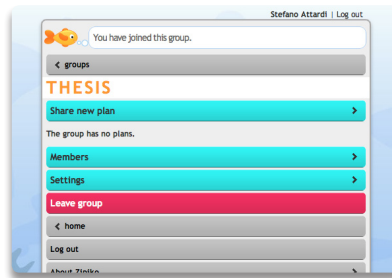 Stefano Attardi | Log out
You have joined this group.
groups
THESIS
Share new plan
The group has no plans.
Members
Settings
Leave group
home
Log out
About Zipiko